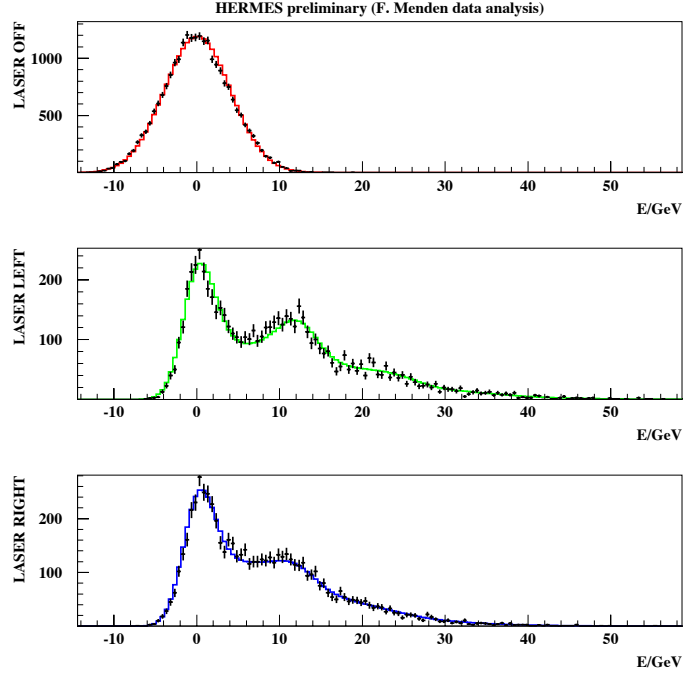 HERMES preliminary (F. Menden data analysis)
LASER OFF
1000
500
-10 0 10 20 30 40 50
E/GeV
LASER LEFT
200
100
-10 0 10 20 30 40 50
E/GeV
LASER RIGHT
200
100
-10 0 10 20 30 40 50
E/GeV